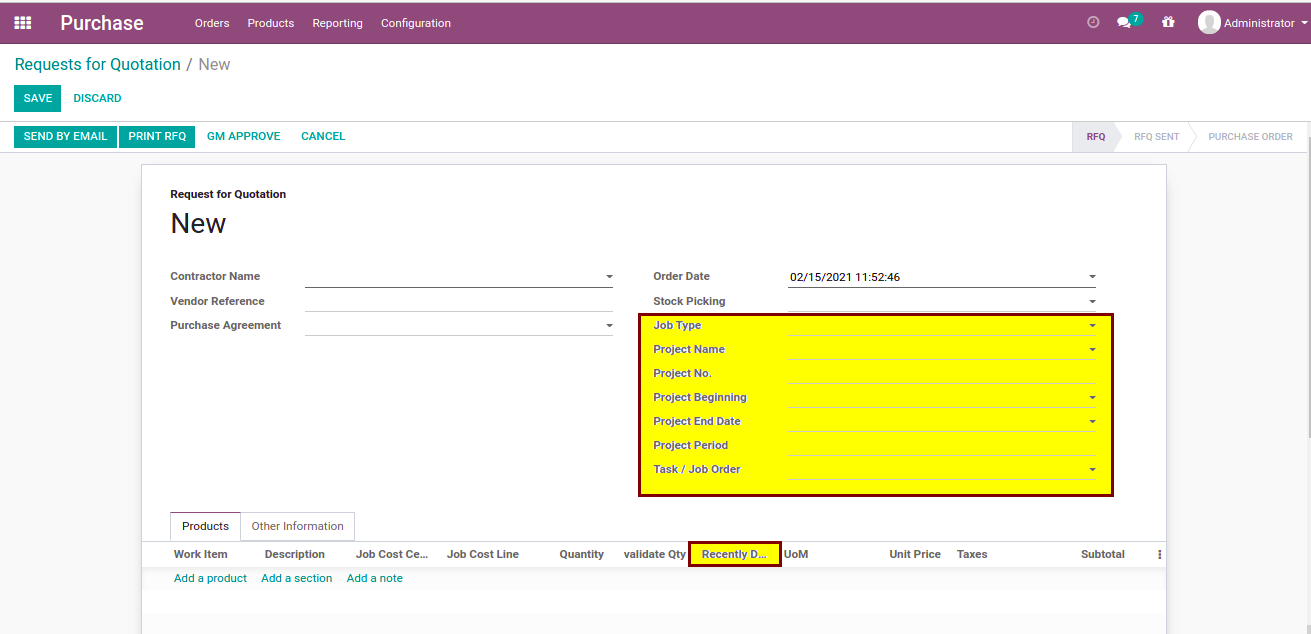 Purchase Orders Products Reporting Configuration 7 Administrator
Requests for Quotation / New
SAVE DISCARD
SEND BY EMAIL PRINT RFQ GM APPROVE CANCEL RFQ RFQ SENT PURCHASE ORDER
Request for Quotation
New
Contractor Name Order Date 02/15/2021 11:52:46
Vendor Reference Stock Picking
Purchase Agreement Job Type
Project Name
Project No.
Project Beginning
Project End Date
Project Period
Task / Job Order
Products Other Information
Work Item Description Job Cost Ce... Job Cost Line Quantity validate Qty Recently D... UoM Unit Price Taxes Subtotal
Add a product Add a section Add a note